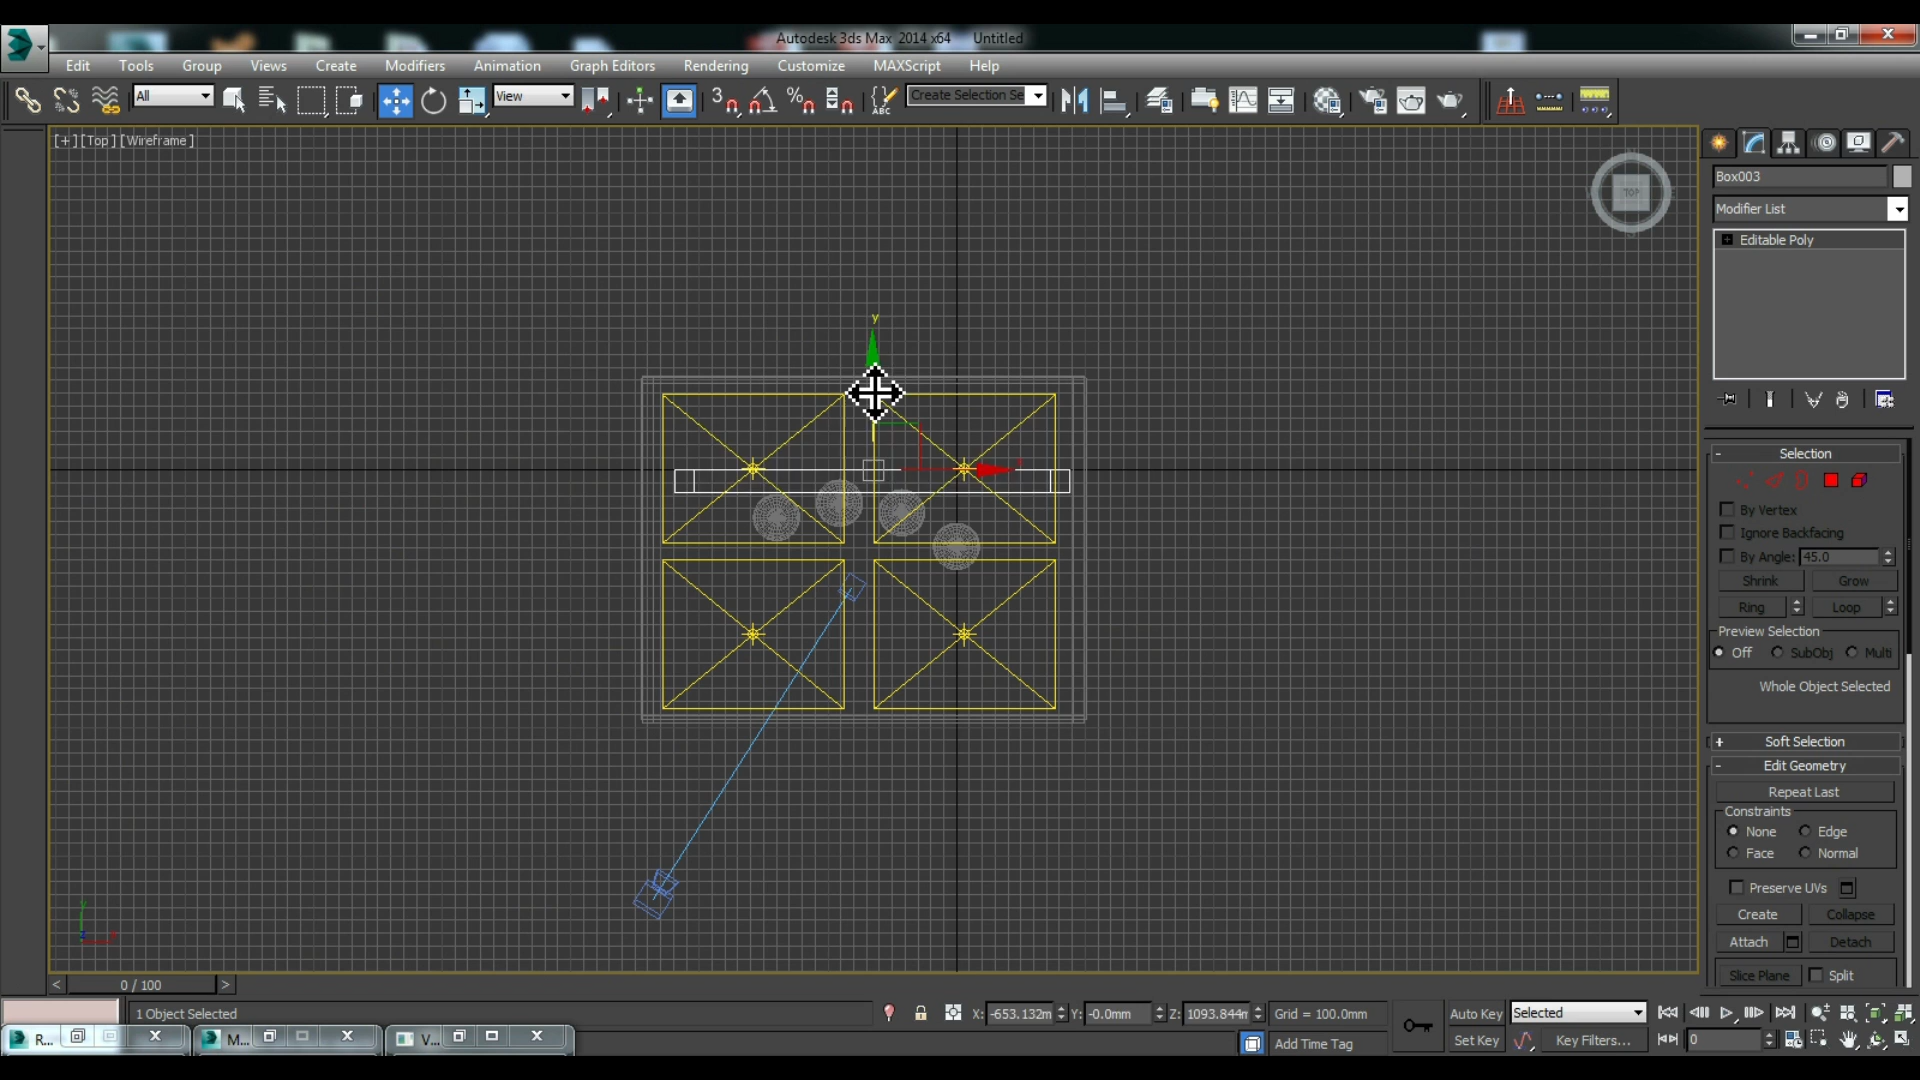 Autodesk 3ds Max 2014 x64 Untitled
Edit Tools Group Views Create Modifiers Animation Graph Editors Rendering Customize MAXScript Help
All View 3 % ABC Create Selection Se
[+] [Top] [Wireframe]
TOP
Box003
Modifier List
Editable Poly
y
- Selection
By Vertex
Ignore Backfacing
By Angle: 45.0
Shrink Grow
Ring Loop
Preview Selection
Off SubObj Multi
Whole Object Selected
+ Soft Selection
- Edit Geometry
Repeat Last
Constraints
None Edge
Face Normal
Preserve UVs
Create Collapse
Attach Detach
Slice Plane Split
< 0 / 100 >
1 Object Selected X: -653.132m Y: -0.0mm Z: 1093.844m Grid = 100.0mm Auto Key Selected
R... M... V... Add Time Tag Set Key Key Filters... 0